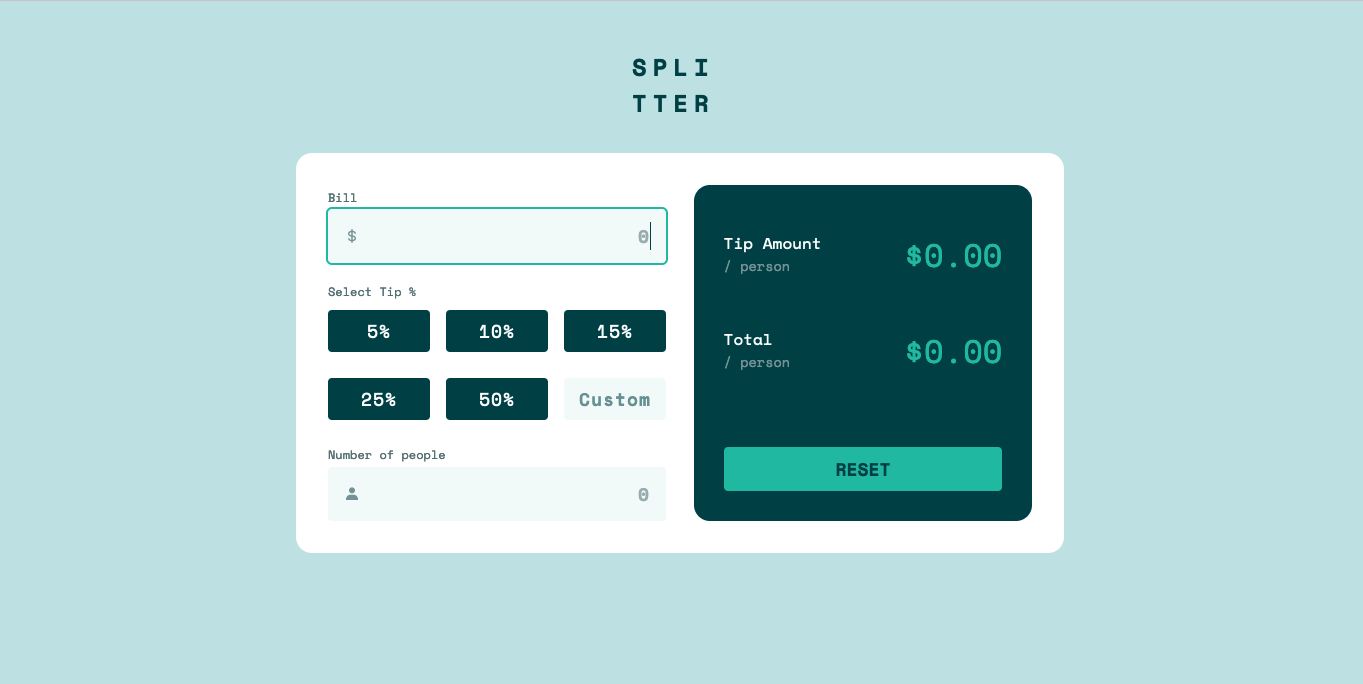 SPLI
TTER
Bill
$ 0
Select Tip %
5% 10% 15%
25% 50% Custom
Number of people
0
Tip Amount
/ person
$0.00
Total
/ person
$0.00
RESET